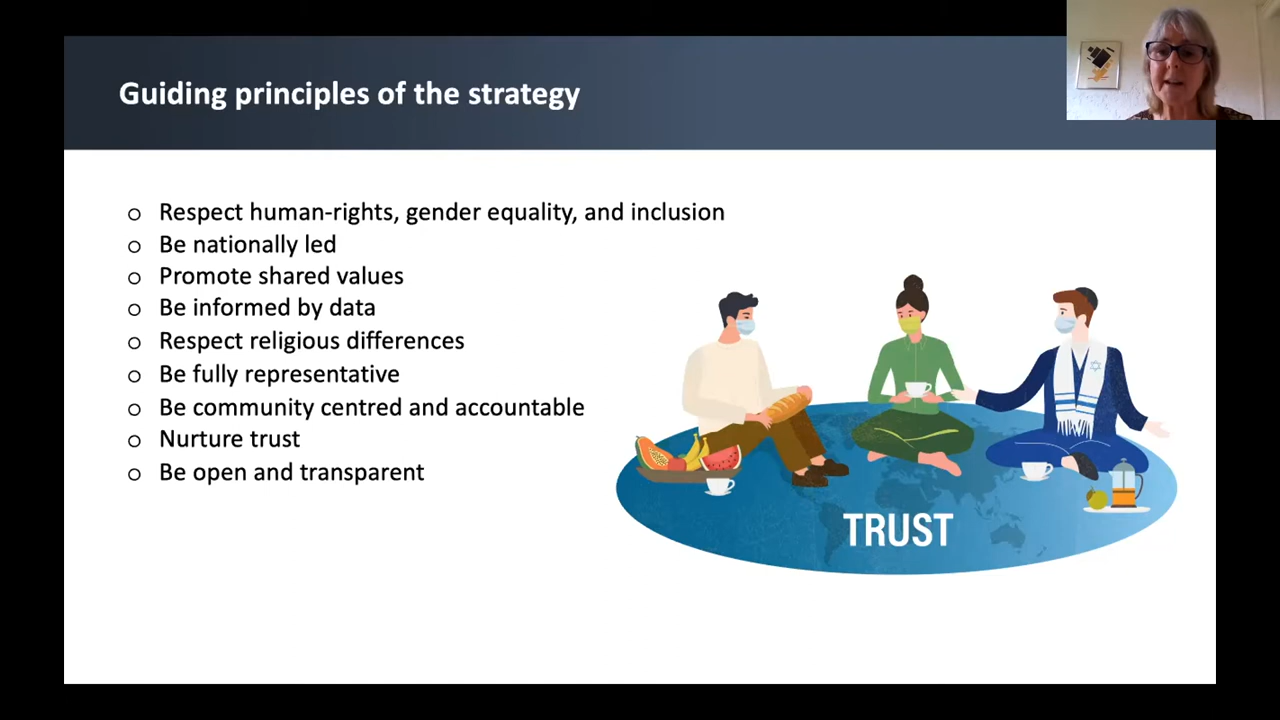 Guiding principles of the strategy
o Respect human-rights, gender equality, and inclusion
o Be nationally led
o Promote shared values
o Be informed by data
o Respect religious differences
o Be fully representative
o Be community centred and accountable
o Nurture trust
o Be open and transparent
TRUST